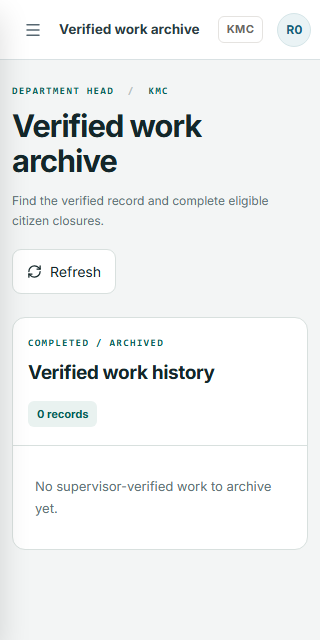 Verified work archive
KMC
R0
DEPARTMENT HEAD / KMC
Verified work
archive
Find the verified record and complete eligible
citizen closures.
Refresh
COMPLETED / ARCHIVED
Verified work history
0 records
No supervisor-verified work to archive
yet.